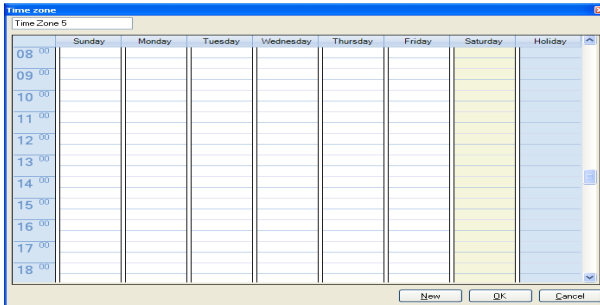 Time zone
Time Zone 5
Sunday Monday Tuesday Wednesday Thursday Friday Saturday Holiday
08 00
09 00
10 00
11 00
12 00
13 00
14 00
15 00
16 00
17 00
18 00
New OK Cancel